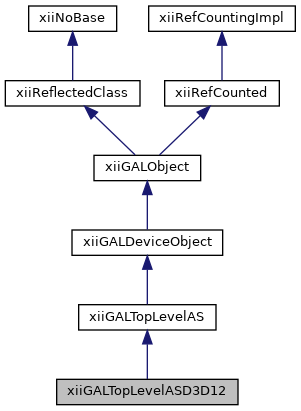 xiiNoBase
xiiRefCountingImpl
xiiReflectedClass
xiiRefCounted
xiiGALObject
xiiGALDeviceObject
xiiGALTopLevelAS
xiiGALTopLevelASD3D12